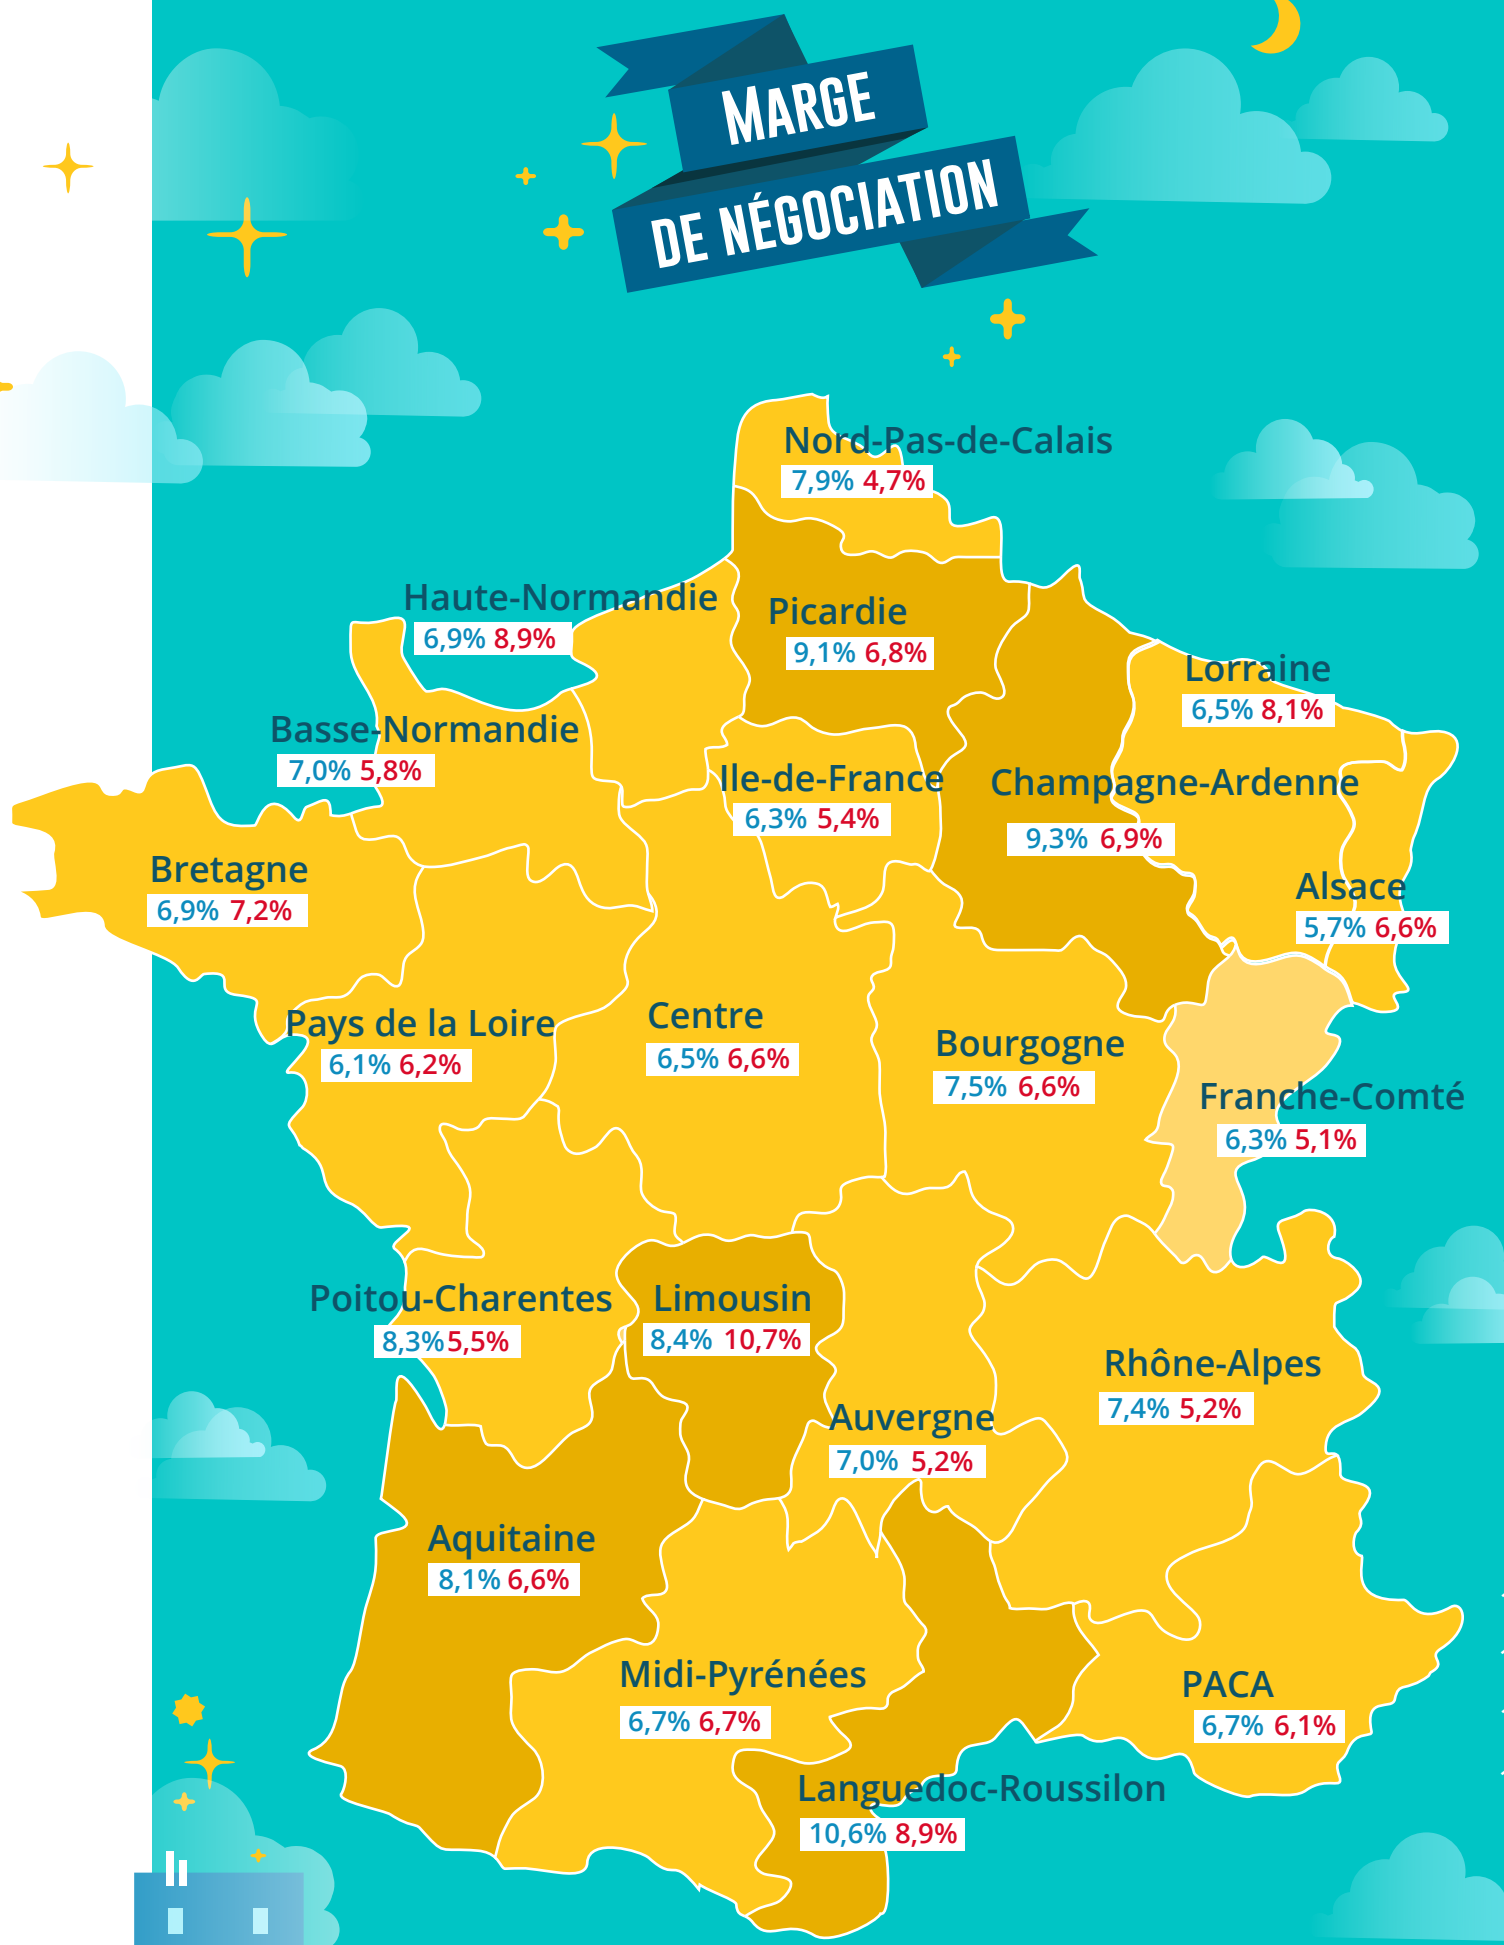 MARGE
DE NÉGOCIATION
Nord-Pas-de-Calais
7,9% 4,7%
Haute-Normandie
6,9% 8,9%
Picardie
9,1% 6,8%
Lorraine
6,5% 8,1%
Basse-Normandie
7,0% 5,8%
Ile-de-France
6,3% 5,4%
Champagne-Ardenne
9,3% 6,9%
Bretagne
6,9% 7,2%
Alsace
5,7% 6,6%
Pays de la Loire
6,1% 6,2%
Centre
6,5% 6,6%
Bourgogne
7,5% 6,6%
Franche-Comté
6,3% 5,1%
Poitou-Charentes
8,3% 5,5%
Limousin
8,4% 10,7%
Rhône-Alpes
7,4% 5,2%
Auvergne
7,0% 5,2%
Aquitaine
8,1% 6,6%
Midi-Pyrénées
6,7% 6,7%
PACA
6,7% 6,1%
Languedoc-Roussilon
10,6% 8,9%